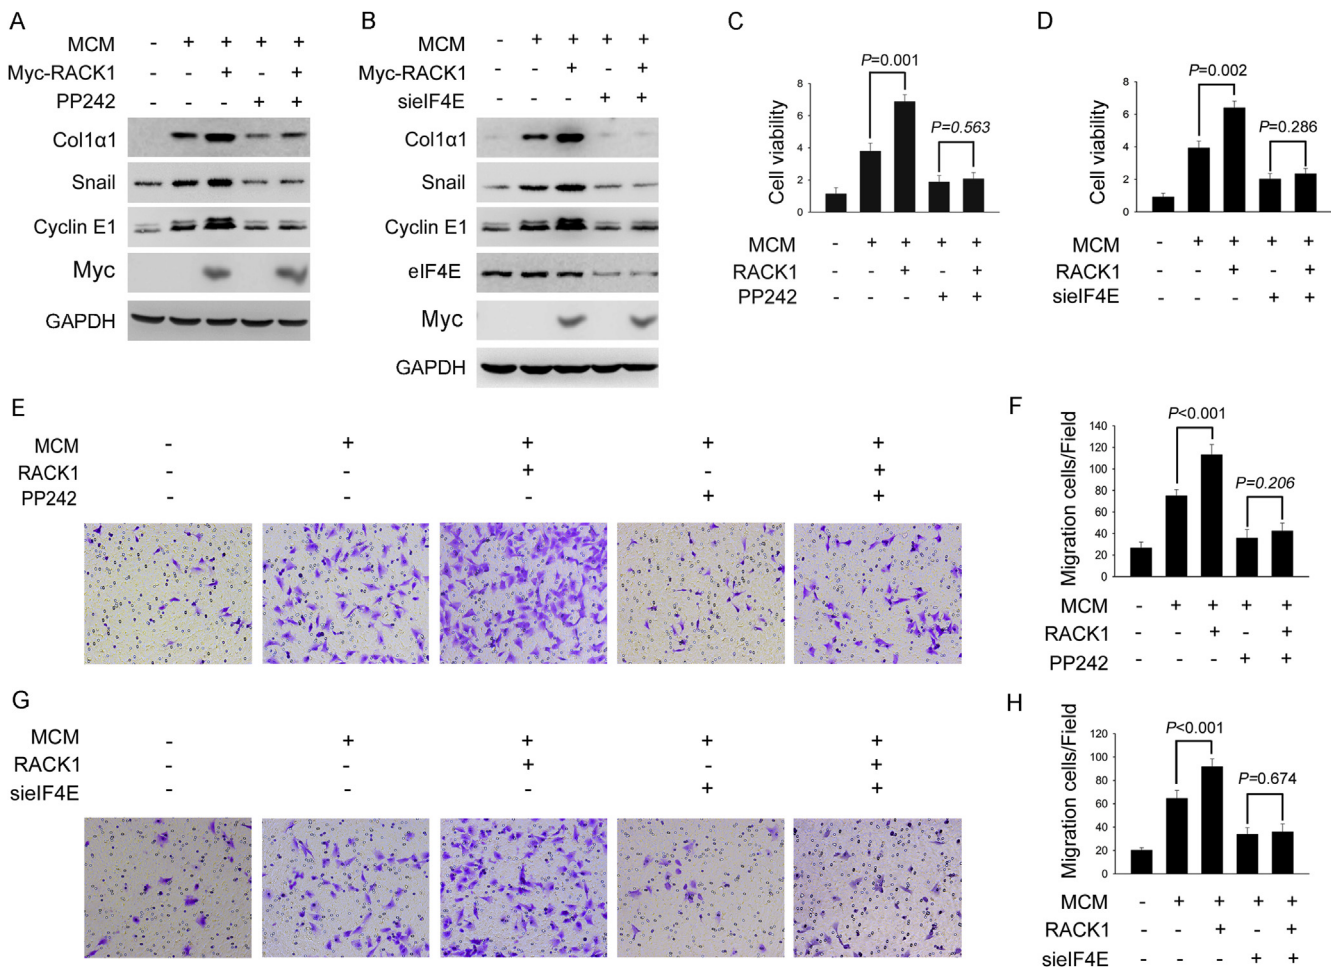 A
MCM - + + + +
Myc-RACK1 - - + - +
PP242 - - - + +
Col1α1
Snail
Cyclin E1
Myc
GAPDH
B
MCM - + + + +
Myc-RACK1 - - + - +
sieIF4E - - - + +
Col1α1
Snail
Cyclin E1
eIF4E
Myc
GAPDH
C
Cell viability
8
6
4
2
0
P=0.001
P=0.563
MCM - + + + +
RACK1 - - + - +
PP242 - - - + +
D
Cell viability
8
6
4
2
0
P=0.002
P=0.286
MCM - + + + +
RACK1 - - + - +
sieIF4E - - - + +
E
MCM - + + + +
RACK1 - - + - +
PP242 - - - + +
F
Migration cells/Field
140
120
100
80
60
40
20
0
P<0.001
P=0.206
MCM - + + + +
RACK1 - - + - +
PP242 - - - + +
G
MCM - + + + +
RACK1 - - + - +
sieIF4E - - - + +
H
Migration cells/Field
120
100
80
60
40
20
0
P<0.001
P=0.674
MCM - + + + +
RACK1 - - + - +
sieIF4E - - - + +